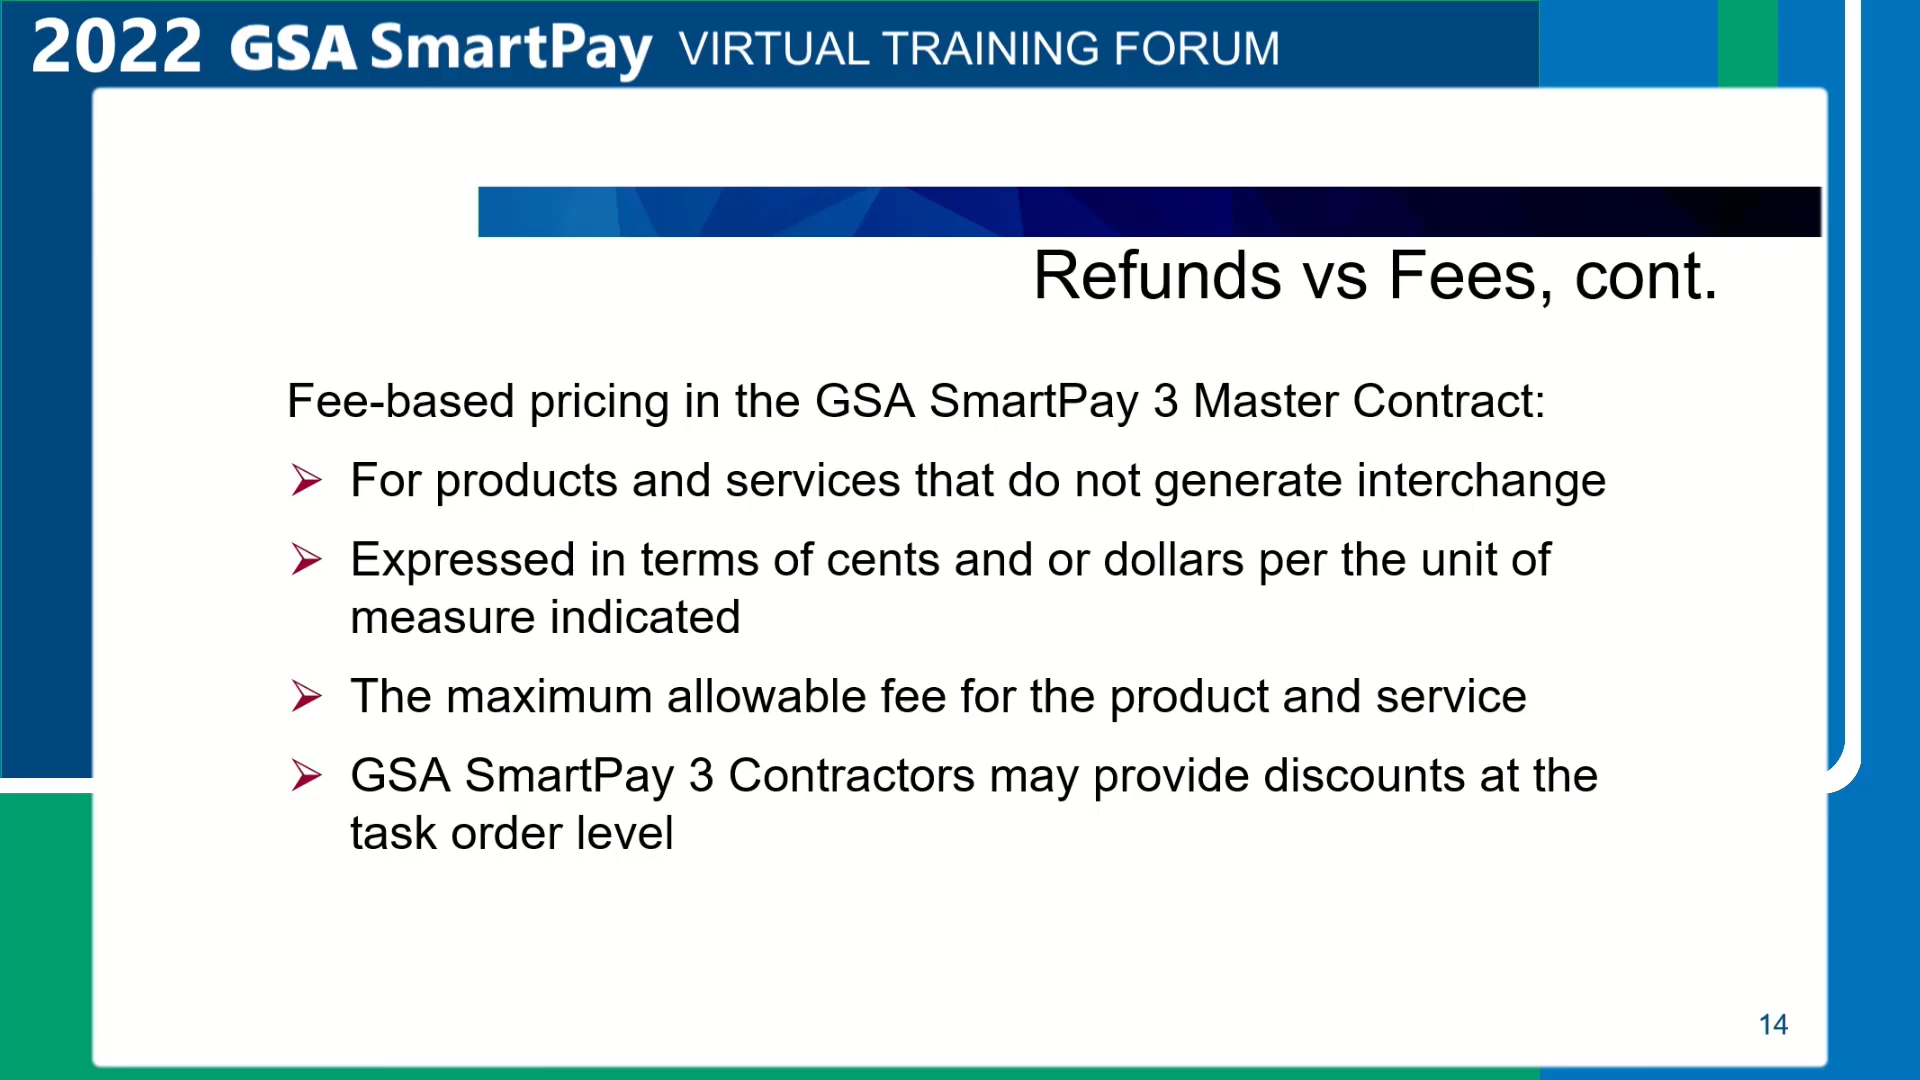 2022 GSA SmartPay VIRTUAL TRAINING FORUM
Refunds vs Fees, cont.
Fee-based pricing in the GSA SmartPay 3 Master Contract:
For products and services that do not generate interchange
Expressed in terms of cents and or dollars per the unit of
measure indicated
The maximum allowable fee for the product and service
GSA SmartPay 3 Contractors may provide discounts at the
task order level
14